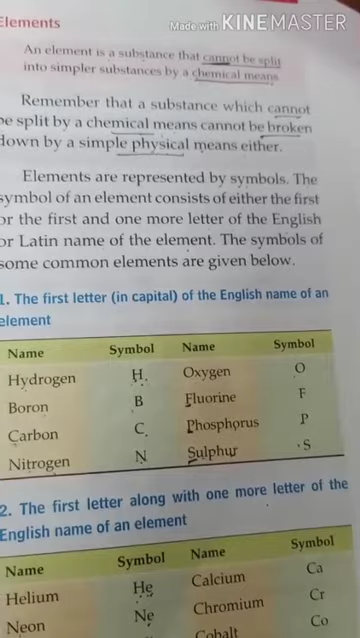 Elements
Made with KINEMASTER
An element is a substance that cannot be split
into simpler substances by a chemical means
Remember that a substance which cannot
be split by a chemical means cannot be broken
down by a simple physical means either.
Elements are represented by symbols. The
symbol of an element consists of either the first
or the first and one more letter of the English
or Latin name of the element. The symbols of
some common elements are given below.
1. The first letter (in capital) of the English name of an
element
Name Symbol Name Symbol
Hydrogen H Oxygen O
Boron B Fluorine F
Carbon C Phosphorus P
Nitrogen N Sulphur S
2. The first letter along with one more letter of the
English name of an element
Name Symbol Name Symbol
Helium He Calcium Ca
Neon Ne Chromium Cr
Cobalt Co